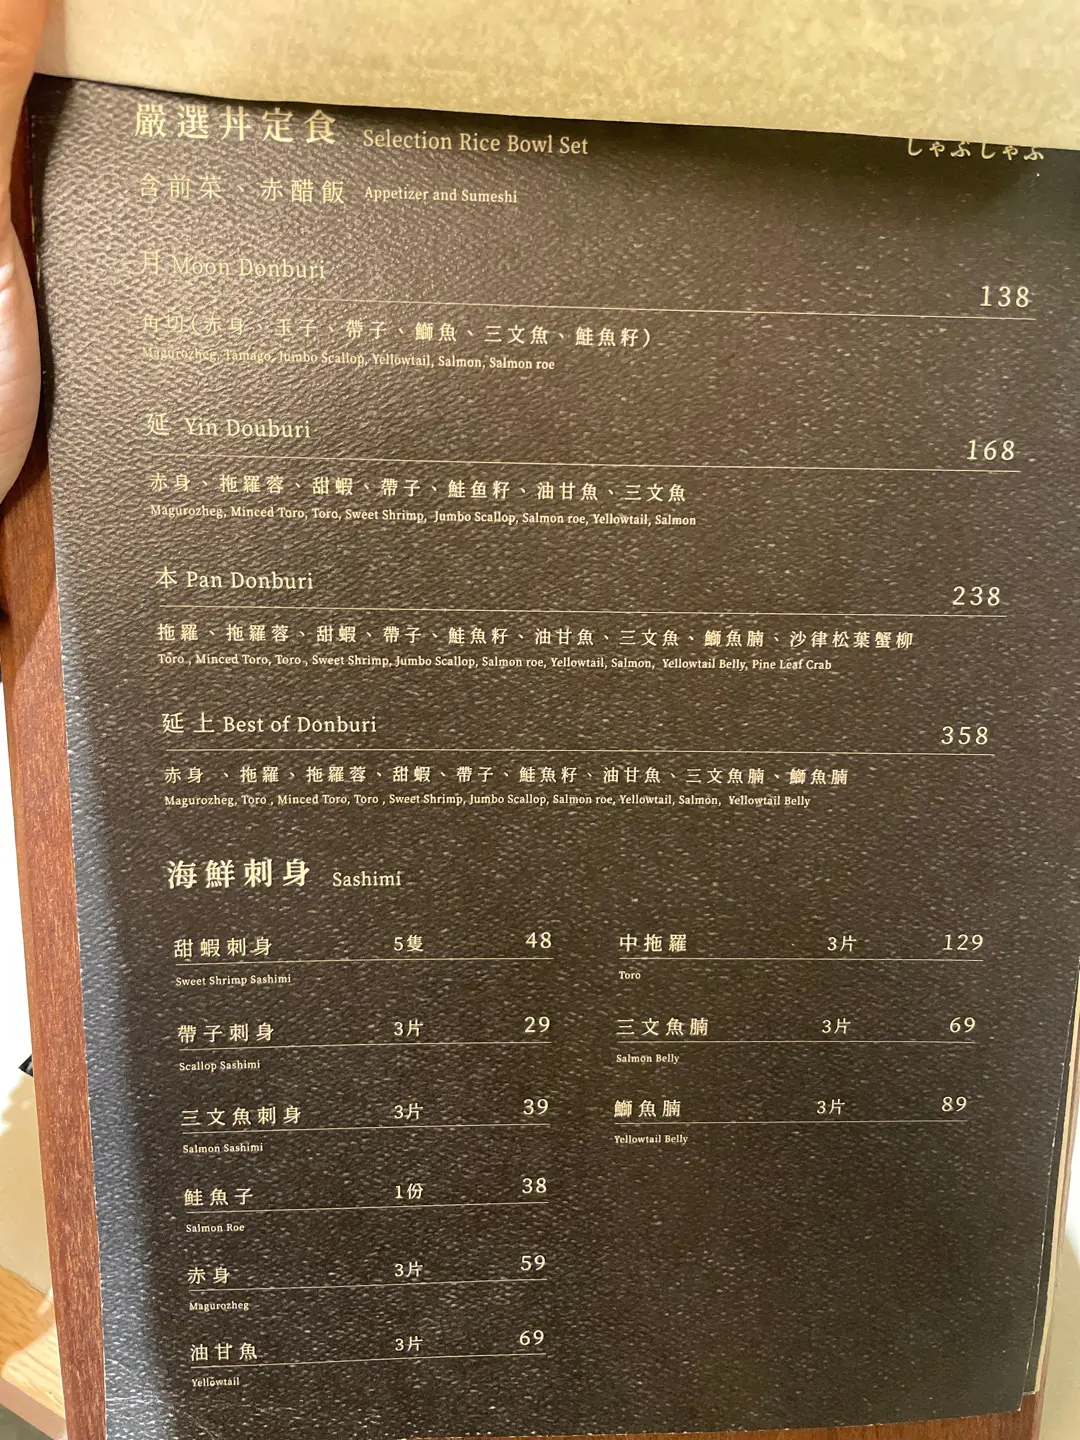 嚴選丼定食 Selection Rice Bowl Set
しゃぶしゃぶ
含前菜、赤醋飯 Appetizer and Sumeshi
月 Moon Donburi
138
角切(赤身、玉子、帶子、鰤魚、三文魚、鮭魚籽)
Magurozheg, Tamago, Jumbo Scallop, Yellowtail, Salmon, Salmon roe
延 Yin Douburi
168
赤身、拖羅蓉、甜蝦、帶子、鮭鱼籽、油甘魚、三文魚
Magurozheg, Minced Toro, Toro, Sweet Shrimp, Jumbo Scallop, Salmon roe, Yellowtail, Salmon
本 Pan Donburi
238
拖羅、拖羅蓉、甜蝦、帶子、鮭魚籽、油甘魚、三文魚、鰤魚腩、沙律松葉蟹柳
Toro , Minced Toro, Toro , Sweet Shrimp, Jumbo Scallop, Salmon roe, Yellowtail, Salmon, Yellowtail Belly, Pine Leaf Crab
延上 Best of Donburi
358
赤身 、拖羅、拖羅蓉、甜蝦、帶子、鮭魚籽、油甘魚、三文魚腩、鰤魚腩
Magurozheg, Toro , Minced Toro, Toro , Sweet Shrimp, Jumbo Scallop, Salmon roe, Yellowtail, Salmon, Yellowtail Belly
海鮮刺身 Sashimi
甜蝦刺身 5隻 48
Sweet Shrimp Sashimi
帶子刺身 3片 29
Scallop Sashimi
三文魚刺身 3片 39
Salmon Sashimi
鮭魚子 1份 38
Salmon Roe
赤身 3片 59
Magurozheg
油甘魚 3片 69
Yellowtail
中拖羅 3片 129
Toro
三文魚腩 3片 69
Salmon Belly
鰤魚腩 3片 89
Yellowtail Belly